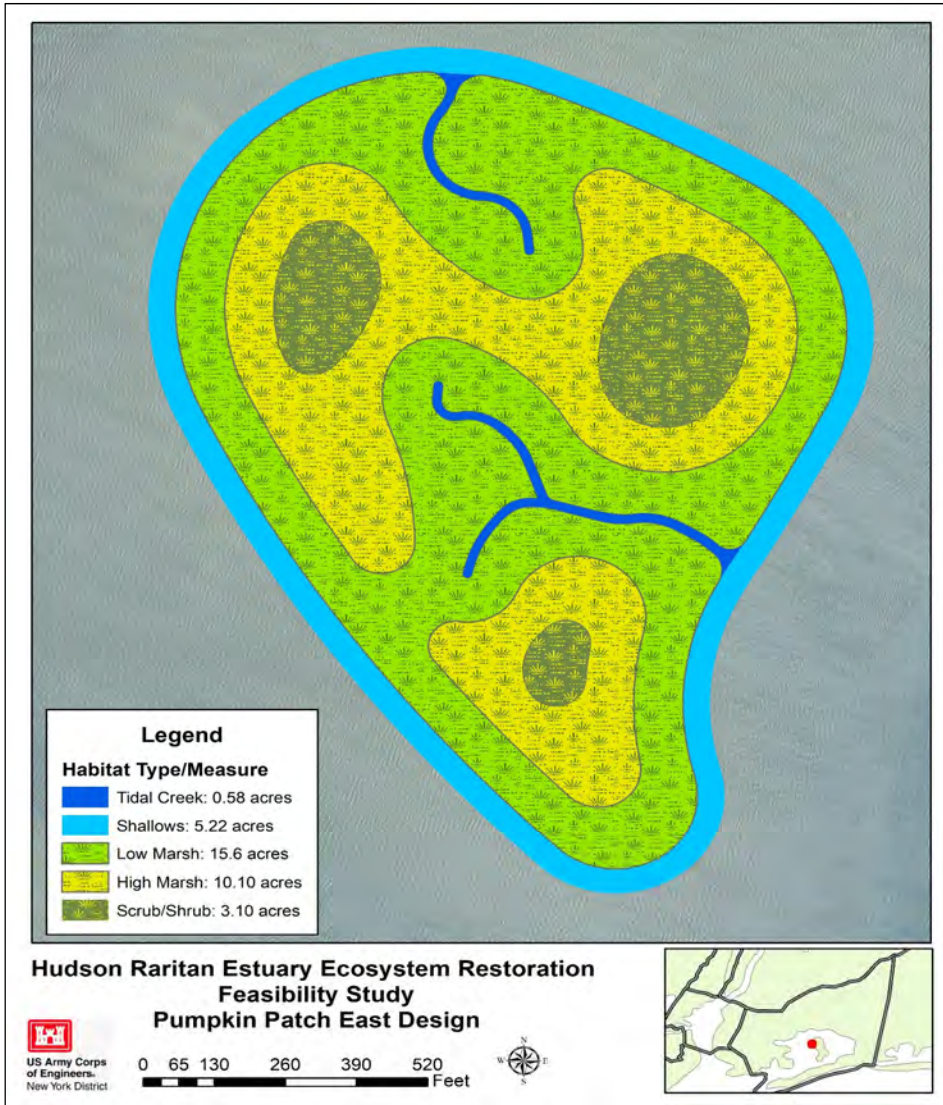 Legend
Habitat Type/Measure
Tidal Creek: 0.58 acres
Shallows: 5.22 acres
Low Marsh: 15.6 acres
High Marsh: 10.10 acres
Scrub/Shrub: 3.10 acres
Hudson Raritan Estuary Ecosystem Restoration
Feasibility Study
Pumpkin Patch East Design
US Army Corps
of Engineers®
New York District
0 65 130 260 390 520
Feet
N
W E
S